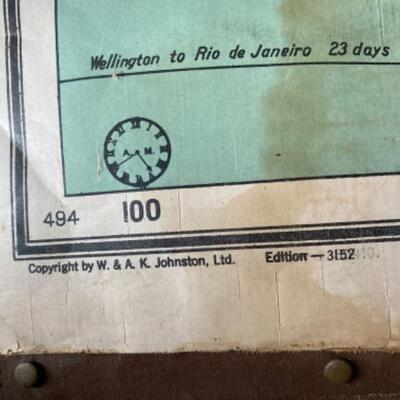 Wellington to Rio de Janeiro 23 days
A. M.
494 100
Copyright by W. & A. K. Johnston, Ltd. Edition — 3152